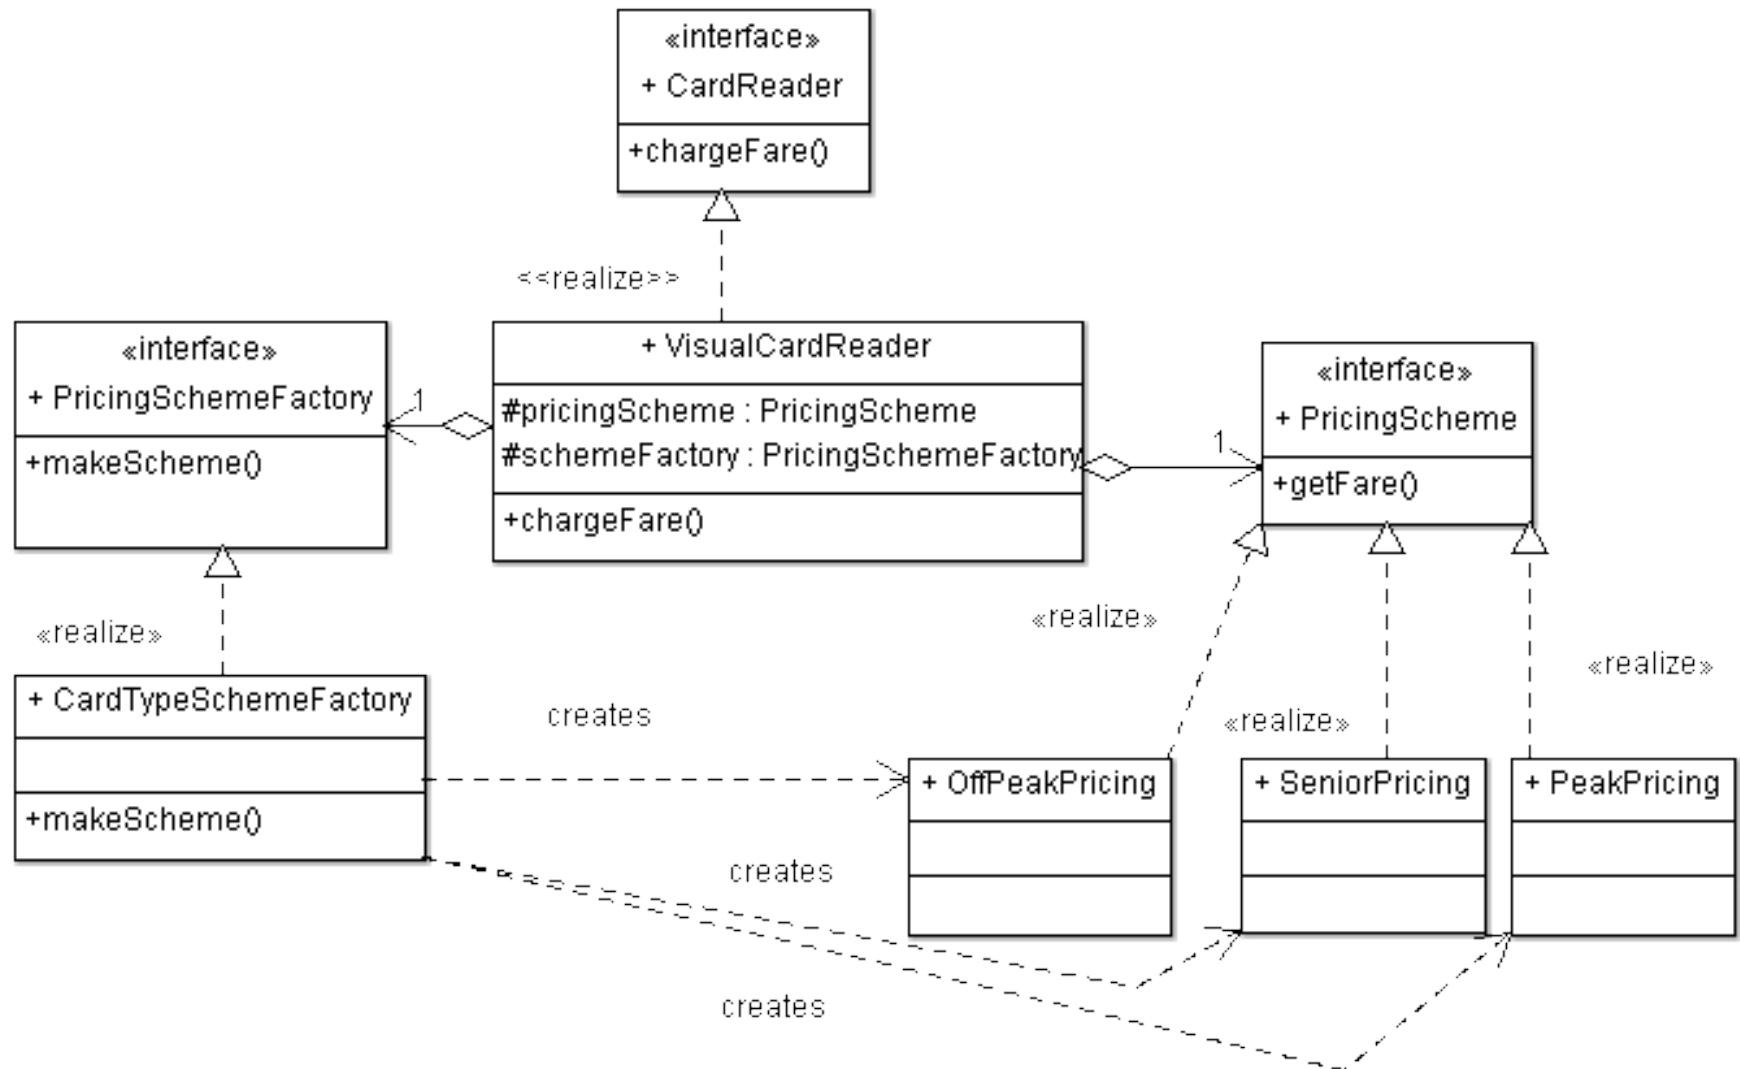 «interface»
+ CardReader
+chargeFare()
<<realize>>
«interface»
+ PricingSchemeFactory
+makeScheme()
1
+ VisualCardReader
#pricingScheme : PricingScheme
#schemeFactory : PricingSchemeFactory
+chargeFare()
1
«interface»
+ PricingScheme
+getFare()
«realize»
«realize»
«realize»
«realize»
+ CardTypeSchemeFactory
+makeScheme()
creates
creates
creates
+ OffPeakPricing
+ SeniorPricing
+ PeakPricing